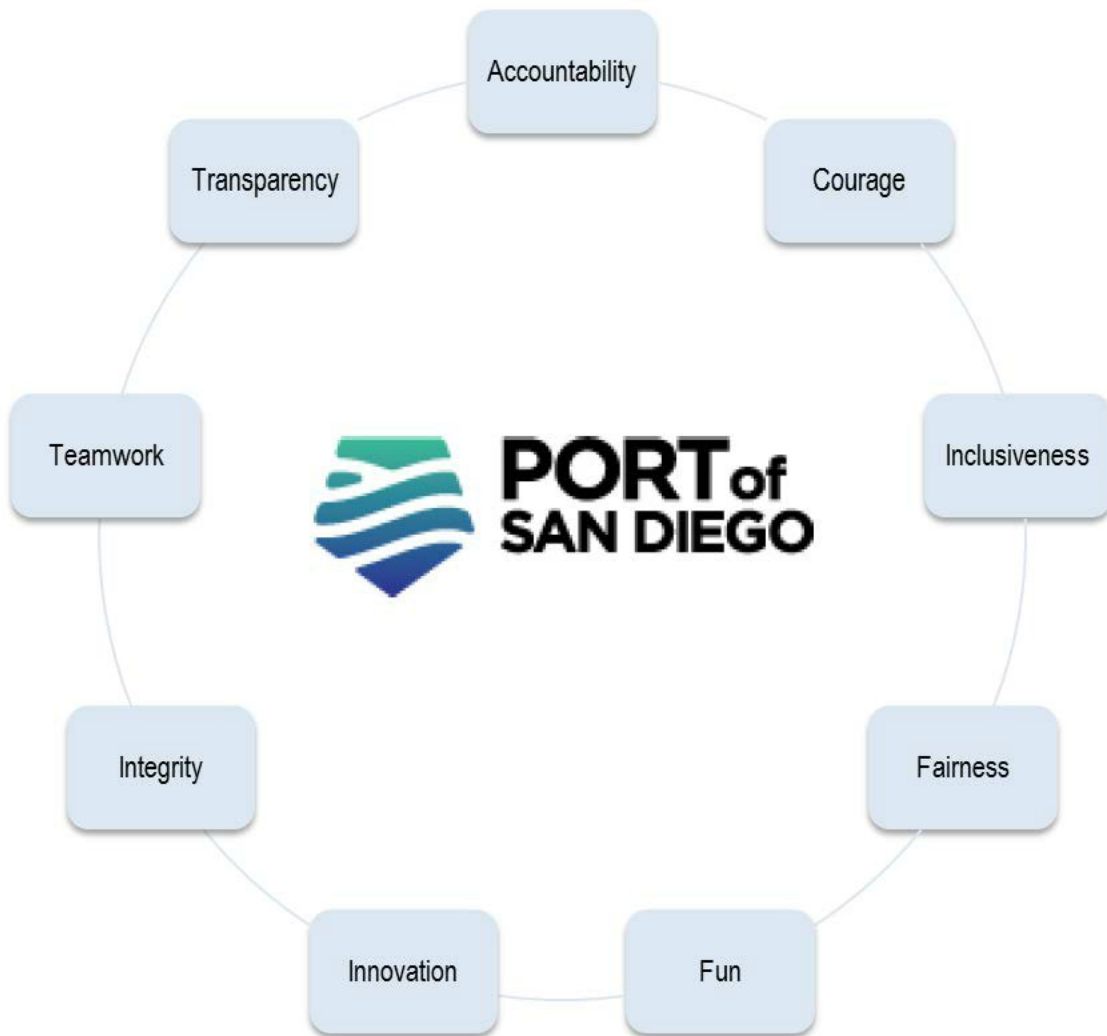 Accountability
Transparency
Courage
Teamwork
PORT of
SAN DIEGO
Inclusiveness
Integrity
Fairness
Innovation
Fun